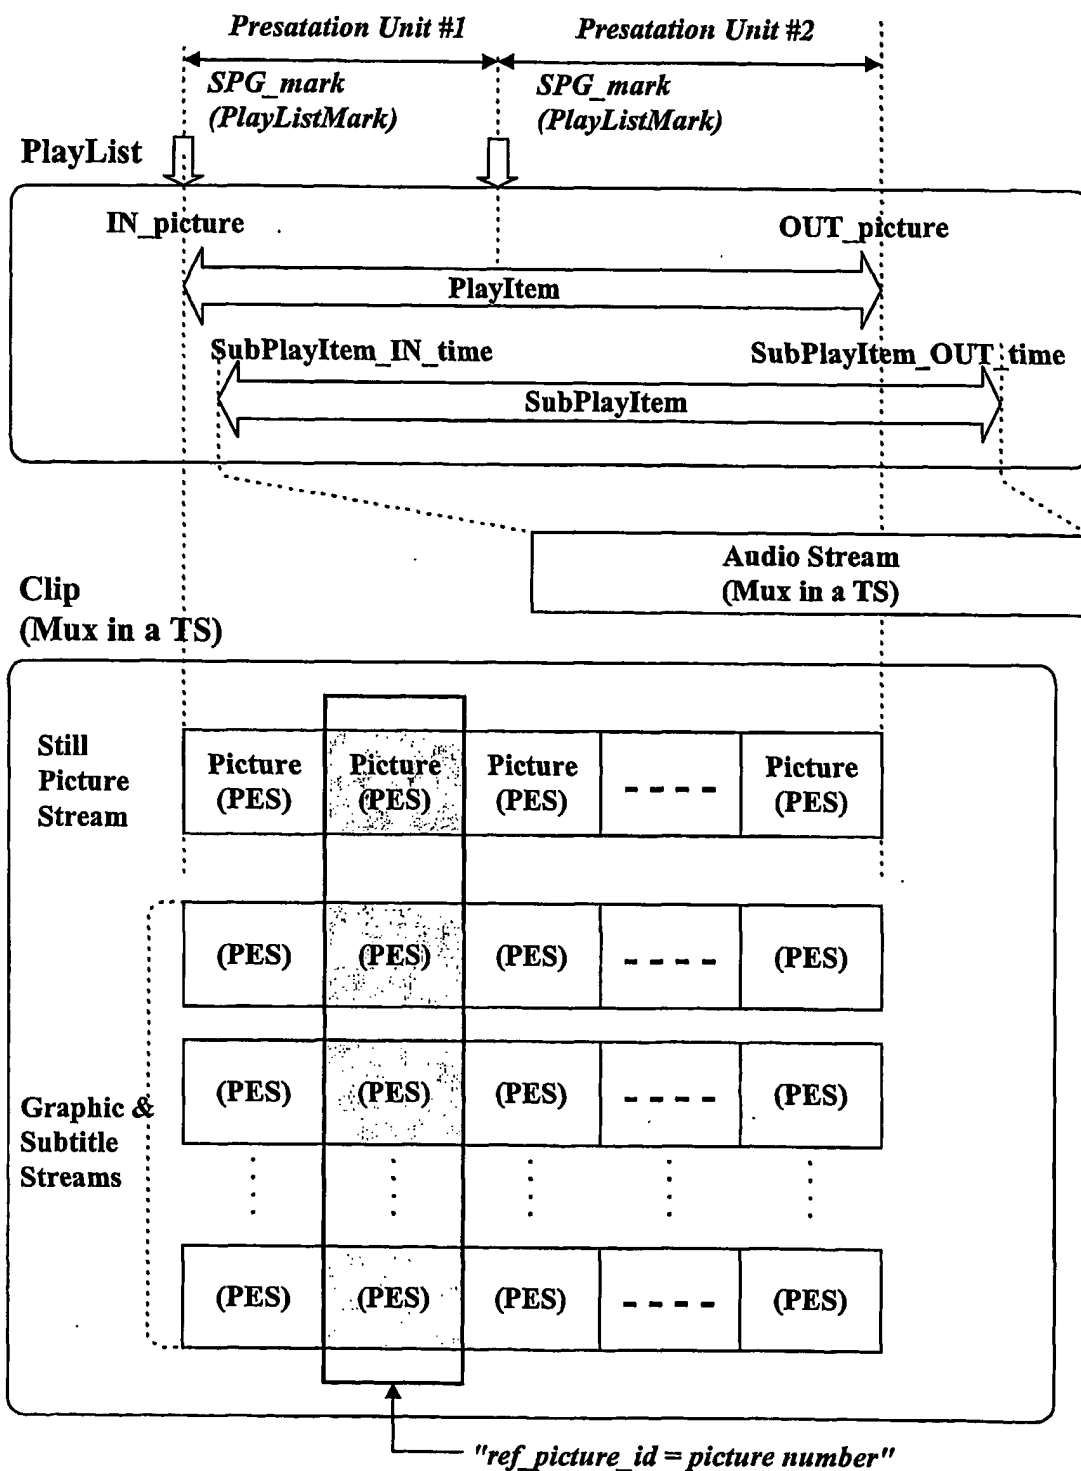 Presatation Unit #1 Presatation Unit #2
SPG_mark SPG_mark
(PlayListMark) (PlayListMark)
PlayList
IN_picture OUT_picture
PlayItem
SubPlayItem_IN_time SubPlayItem_OUT_time
SubPlayItem
Audio Stream
(Mux in a TS)
Clip
(Mux in a TS)
Still
Picture
Stream
Picture Picture Picture Picture
(PES) (PES) (PES) (PES)
(PES) (PES) (PES) (PES)
(PES) (PES) (PES) (PES)
Graphic &
Subtitle
Streams
(PES) (PES) (PES) (PES)
"ref_picture_id = picture number"